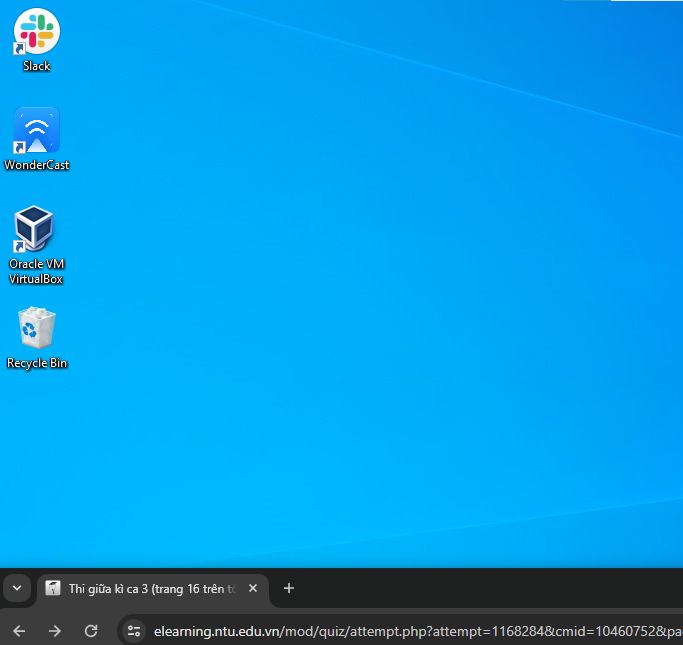 Slack
WonderCast
Oracle VM
VirtualBox
Recycle Bin
Thi giữa kì ca 3 (trang 16 trên
elearning.ntu.edu.vn/mod/quiz/attempt.php?attempt=1168284&cmid=10460752&pa